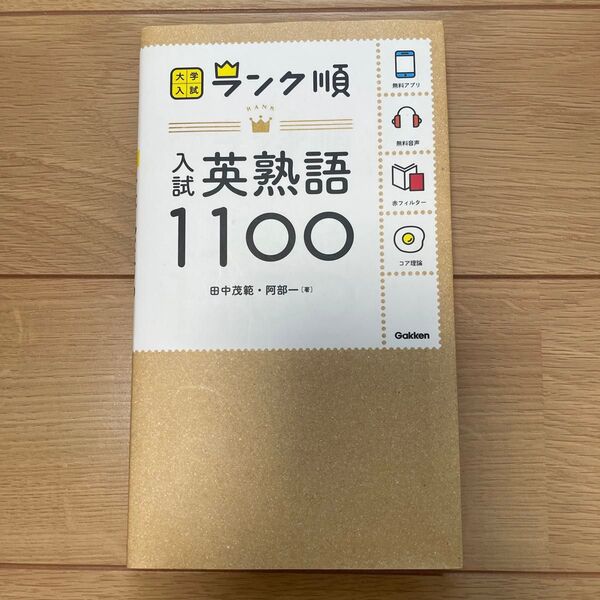 大学
入試
ランク順
RANK
入試
英熟語
1100
田中茂範・阿部一〔著〕
無料アプリ
無料音声
赤フィルター
コア理論
Gakken